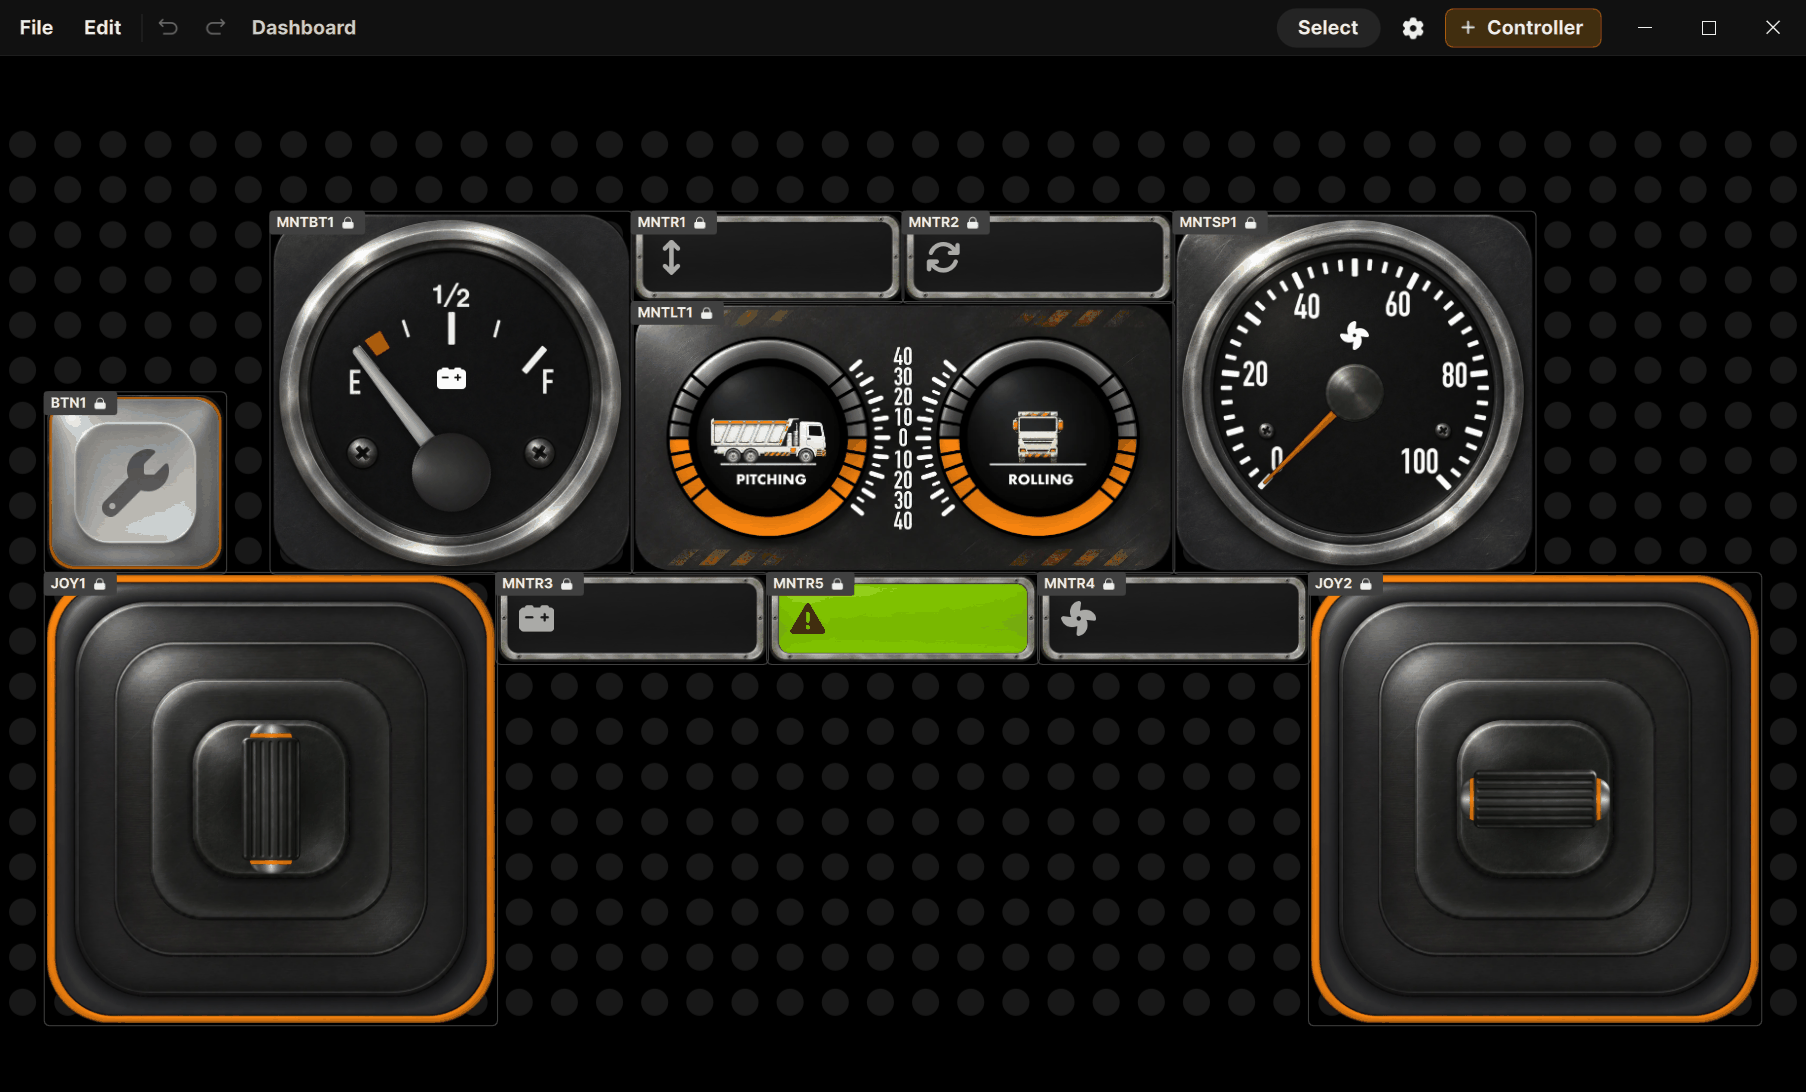 File Edit Dashboard Select + Controller
MNTBT1 MNTR1 MNTR2 MNTSP1
1/2
E F
MNTLT1
40
30
20
10
0
10
20
30
40
PITCHING ROLLING
0 20 40 60 80 100
BTN1
JOY1 MNTR3 MNTR5 MNTR4 JOY2